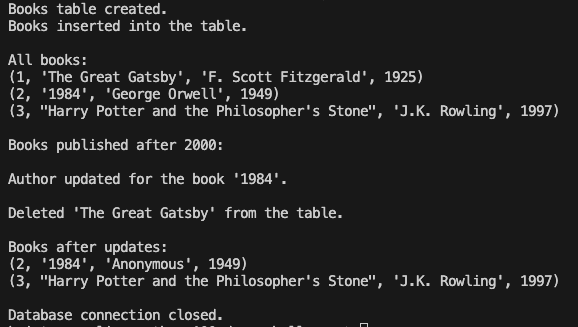 Books table created.
Books inserted into the table.
All books:
(1, 'The Great Gatsby', 'F. Scott Fitzgerald', 1925)
(2, '1984', 'George Orwell', 1949)
(3, "Harry Potter and the Philosopher's Stone", 'J.K. Rowling', 1997)
Books published after 2000:
Author updated for the book '1984'.
Deleted 'The Great Gatsby' from the table.
Books after updates:
(2, '1984', 'Anonymous', 1949)
(3, "Harry Potter and the Philosopher's Stone", 'J.K. Rowling', 1997)
Database connection closed.